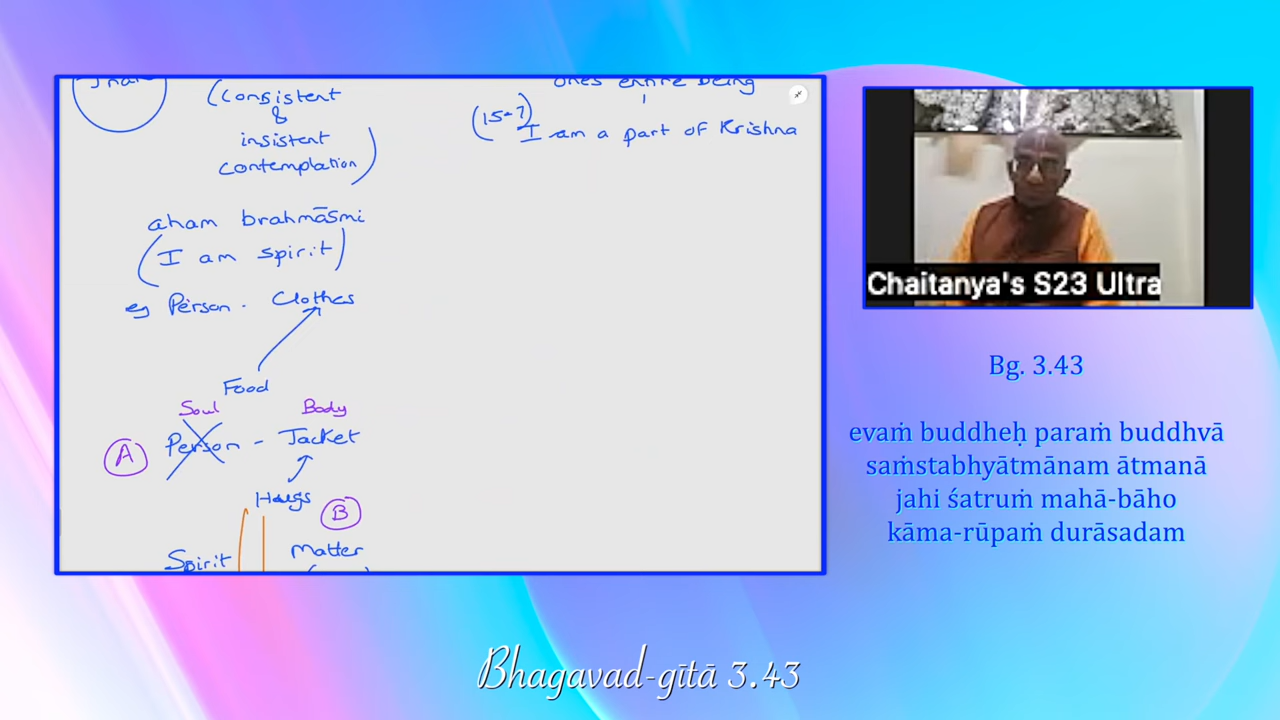 (Consistent
&
insistent
contemplation)
ones entire being
(15-7)
I am a part of Krishna
aham brahmāsmi
(I am spirit)
eg Person - Clothes
Food
Soul Body
A Person - Jacket
Hugs
B
Spirit Matter
Chaitanya's S23 Ultra
Bg. 3.43
evaṁ buddheḥ paraṁ buddhvā
saṁstabhyātmānam ātmanā
jahi śatruṁ mahā-bāho
kāma-rūpaṁ durāsadam
Bhagavad-gītā 3.43